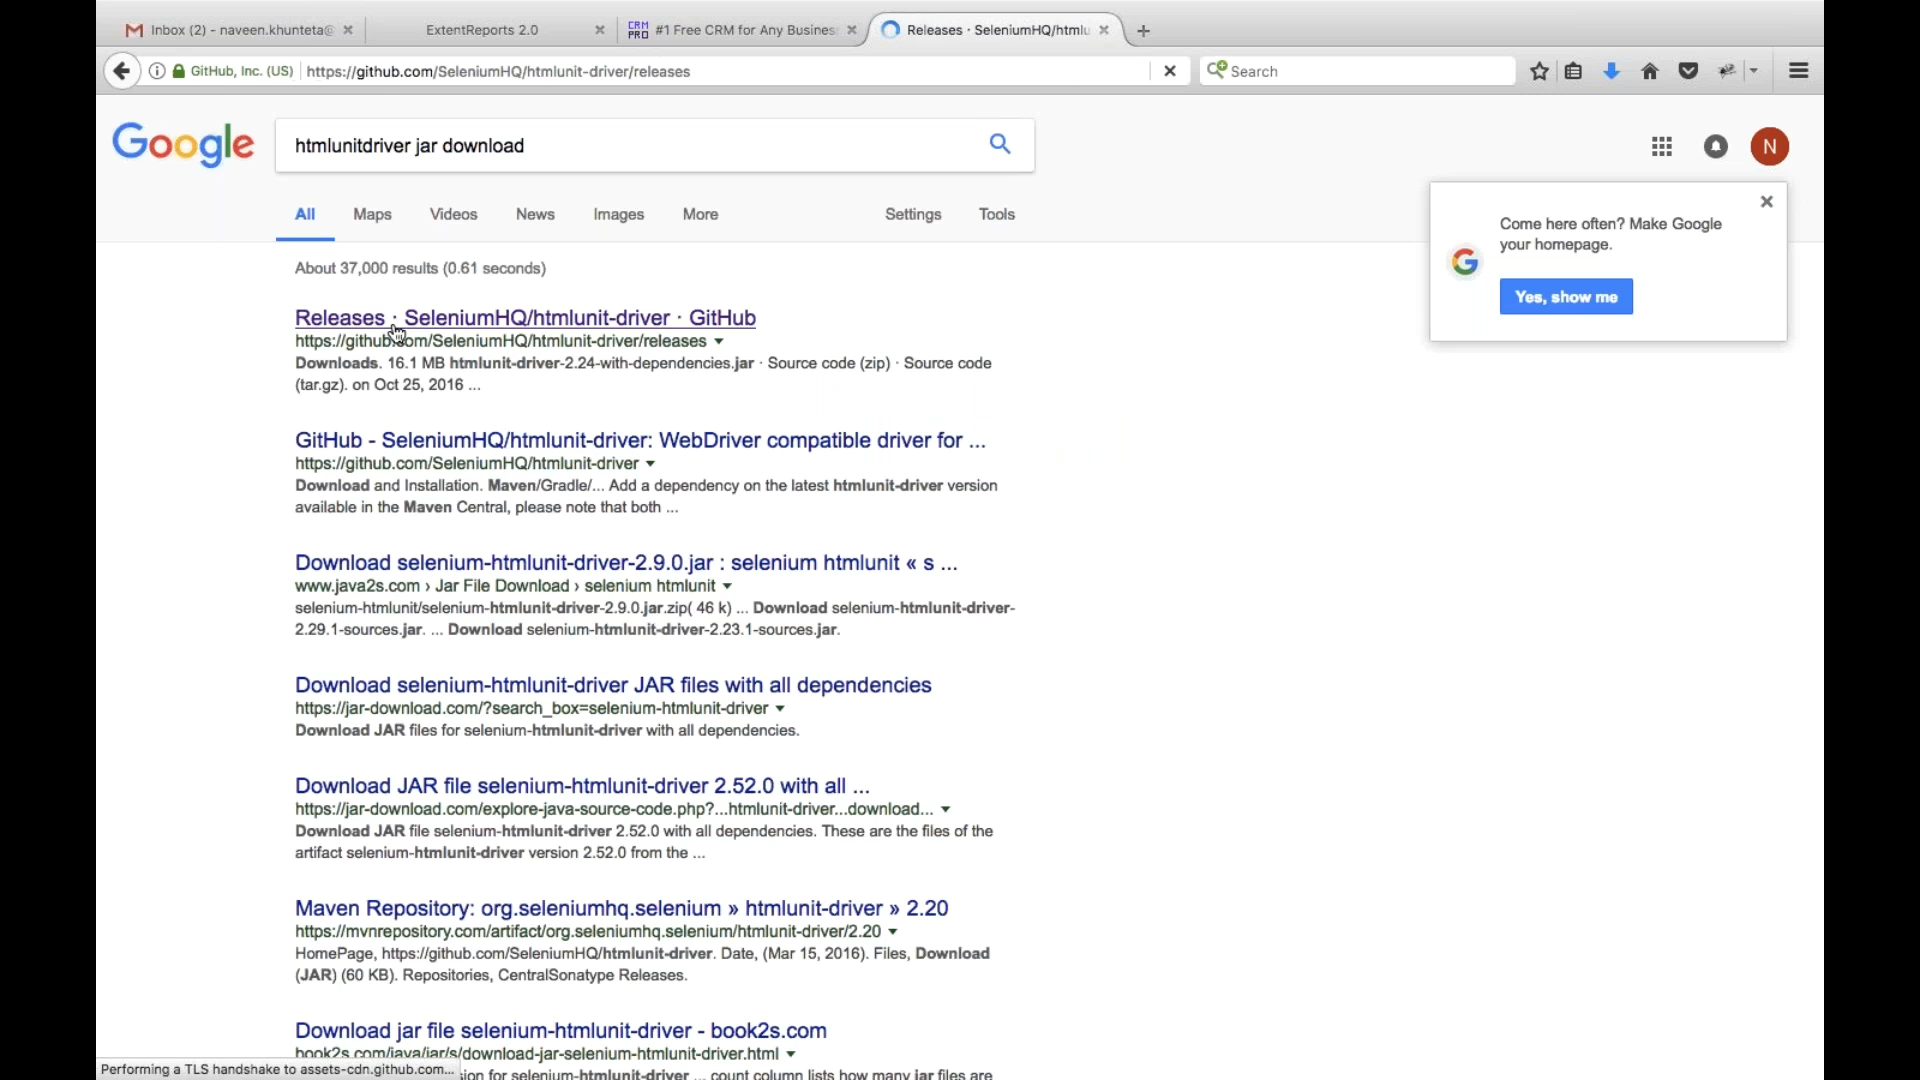 Inbox (2) - naveen.khunteta@
ExtentReports 2.0
CRM PRO #1 Free CRM for Any Busines
Releases · SeleniumHQ/htmlu
GitHub, Inc. (US) https://github.com/SeleniumHQ/htmlunit-driver/releases
Search
Google
htmlunitdriver jar download
N
All Maps Videos News Images More Settings Tools
Come here often? Make Google
your homepage.
Yes, show me
About 37,000 results (0.61 seconds)
Releases · SeleniumHQ/htmlunit-driver · GitHub
https://github.com/SeleniumHQ/htmlunit-driver/releases
Downloads. 16.1 MB htmlunit-driver-2.24-with-dependencies.jar · Source code (zip) · Source code
(tar.gz). on Oct 25, 2016 ...
GitHub - SeleniumHQ/htmlunit-driver: WebDriver compatible driver for ...
https://github.com/SeleniumHQ/htmlunit-driver
Download and Installation. Maven/Gradle/... Add a dependency on the latest htmlunit-driver version
available in the Maven Central, please note that both ...
Download selenium-htmlunit-driver-2.9.0.jar : selenium htmlunit « s ...
www.java2s.com › Jar File Download › selenium htmlunit
selenium-htmlunit/selenium-htmlunit-driver-2.9.0.jar.zip( 46 k) ... Download selenium-htmlunit-driver-
2.29.1-sources.jar. ... Download selenium-htmlunit-driver-2.23.1-sources.jar.
Download selenium-htmlunit-driver JAR files with all dependencies
https://jar-download.com/?search_box=selenium-htmlunit-driver
Download JAR files for selenium-htmlunit-driver with all dependencies.
Download JAR file selenium-htmlunit-driver 2.52.0 with all ...
https://jar-download.com/explore-java-source-code.php?...htmlunit-driver...download...
Download JAR file selenium-htmlunit-driver 2.52.0 with all dependencies. These are the files of the
artifact selenium-htmlunit-driver version 2.52.0 from the ...
Maven Repository: org.seleniumhq.selenium » htmlunit-driver » 2.20
https://mvnrepository.com/artifact/org.seleniumhq.selenium/htmlunit-driver/2.20
HomePage, https://github.com/SeleniumHQ/htmlunit-driver. Date, (Mar 15, 2016). Files, Download
(JAR) (60 KB). Repositories, CentralSonatype Releases.
Download jar file selenium-htmlunit-driver - book2s.com
book2s.com/java/jar/s/download-jar-selenium-htmlunit-driver.html
Performing a TLS handshake to assets-cdn.github.com...
for selenium-htmlunit-driver ... count column lists how many jar files are